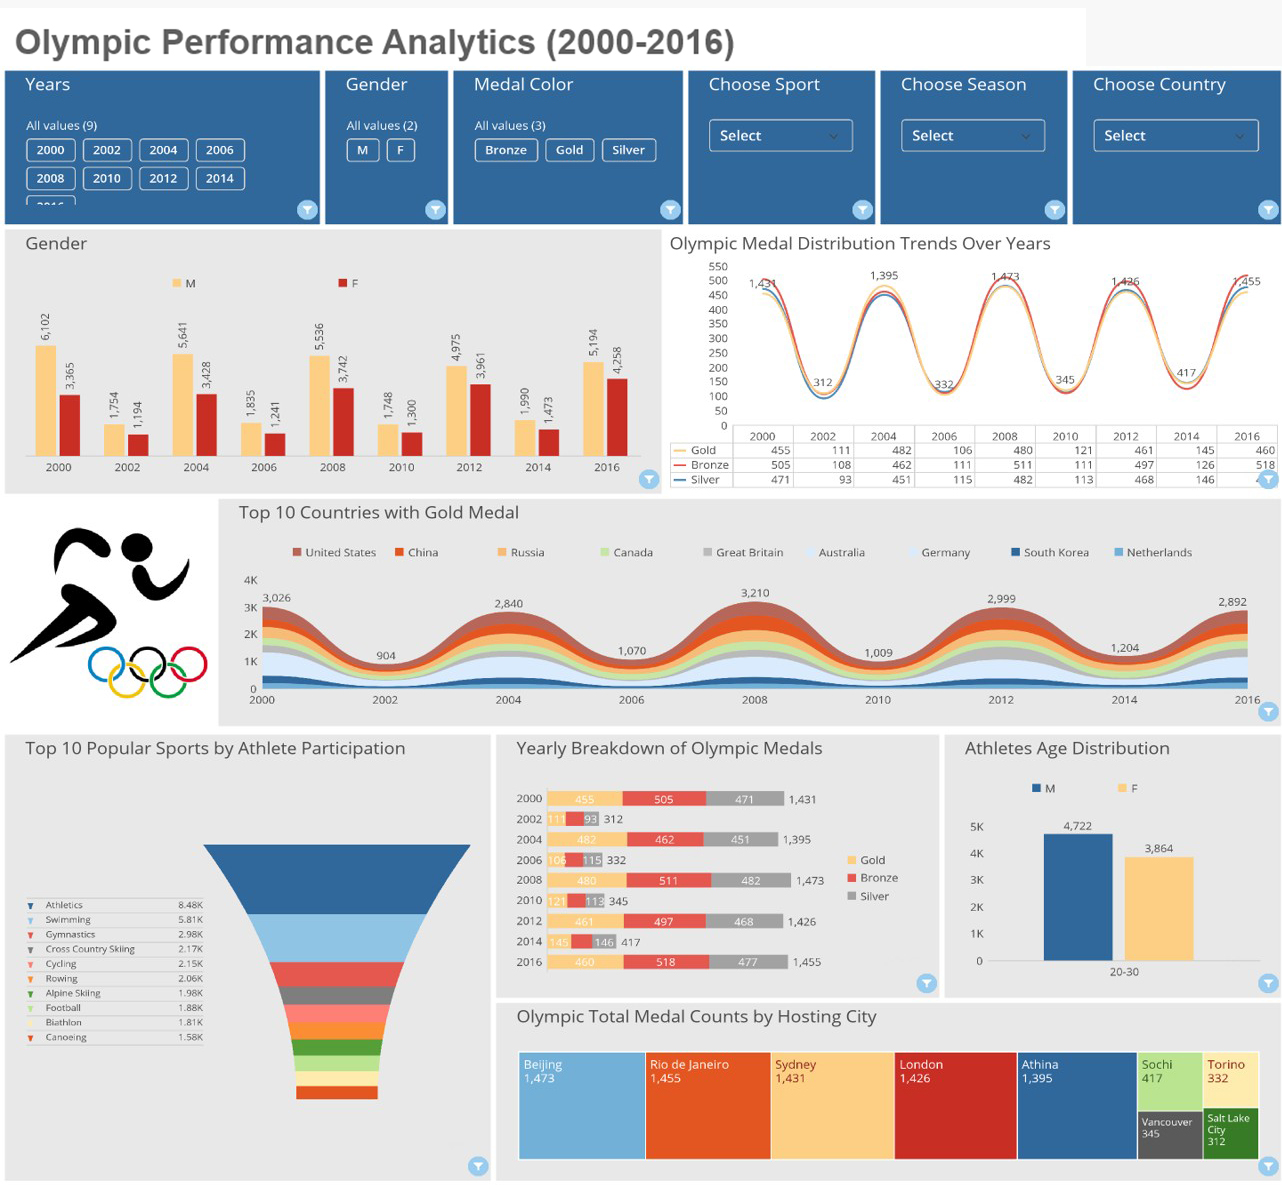 Olympic Performance Analytics (2000-2016)
Years
All values (9)
2000 2002 2004 2006
2008 2010 2012 2014
2016
Gender
All values (2)
M F
Medal Color
All values (3)
Bronze Gold Silver
Choose Sport
Select
Choose Season
Select
Choose Country
Select
Gender
M F
6,102 3,365 1,754 1,194 5,641 3,428 1,835 1,241 5,536 3,742 1,748 1,300 4,975 3,961 1,990 1,473 5,194 4,258
2000 2002 2004 2006 2008 2010 2012 2014 2016
Olympic Medal Distribution Trends Over Years
550
500
450
400
350
300
250
200
150
100
50
0
1,431 312 1,395 332 1,473 345 1,426 417 1,455
2000 2002 2004 2006 2008 2010 2012 2014 2016
Gold 455 111 482 106 480 121 461 145 460
Bronze 505 108 462 111 511 111 497 126 518
Silver 471 93 451 115 482 113 468 146
Top 10 Countries with Gold Medal
United States China Russia Canada Great Britain Australia Germany South Korea Netherlands
4K
3K
2K
1K
0
3,026 904 2,840 1,070 3,210 1,009 2,999 1,204 2,892
2000 2002 2004 2006 2008 2010 2012 2014 2016
Top 10 Popular Sports by Athlete Participation
Athletics 8.48K
Swimming 5.81K
Gymnastics 2.98K
Cross Country Skiing 2.17K
Cycling 2.15K
Rowing 2.06K
Alpine Skiing 1.98K
Football 1.88K
Biathlon 1.81K
Canoeing 1.58K
Yearly Breakdown of Olympic Medals
2000 455 505 471 1,431
2002 111 93 312
2004 482 462 451 1,395
2006 106 115 332
2008 480 511 482 1,473
2010 121 113 345
2012 461 497 468 1,426
2014 145 146 417
2016 460 518 477 1,455
Gold
Bronze
Silver
Athletes Age Distribution
M F
5K
4K
3K
2K
1K
0
4,722 3,864
20-30
Olympic Total Medal Counts by Hosting City
Beijing
1,473
Rio de Janeiro
1,455
Sydney
1,431
London
1,426
Athina
1,395
Sochi
417
Torino
332
Vancouver
345
Salt Lake
City
312